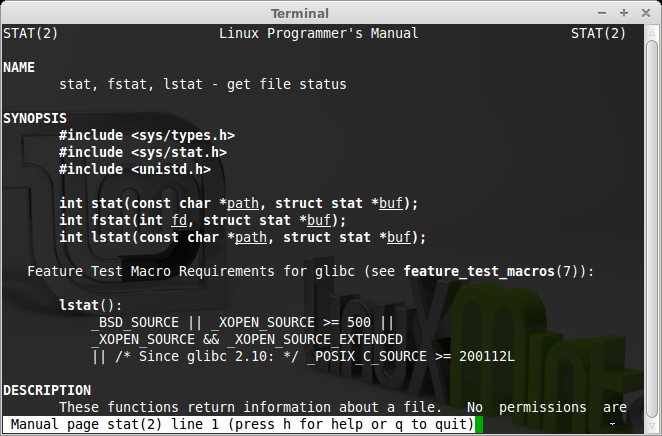 Terminal
STAT(2) Linux Programmer's Manual STAT(2)
NAME
stat, fstat, lstat - get file status
SYNOPSIS
#include <sys/types.h>
#include <sys/stat.h>
#include <unistd.h>
int stat(const char *path, struct stat *buf);
int fstat(int fd, struct stat *buf);
int lstat(const char *path, struct stat *buf);
Feature Test Macro Requirements for glibc (see feature_test_macros(7)):
lstat():
_BSD_SOURCE || _XOPEN_SOURCE >= 500 ||
_XOPEN_SOURCE && _XOPEN_SOURCE_EXTENDED
|| /* Since glibc 2.10: */ _POSIX_C_SOURCE >= 200112L
DESCRIPTION
These functions return information about a file. No permissions are
Manual page stat(2) line 1 (press h for help or q to quit)
linuxmint